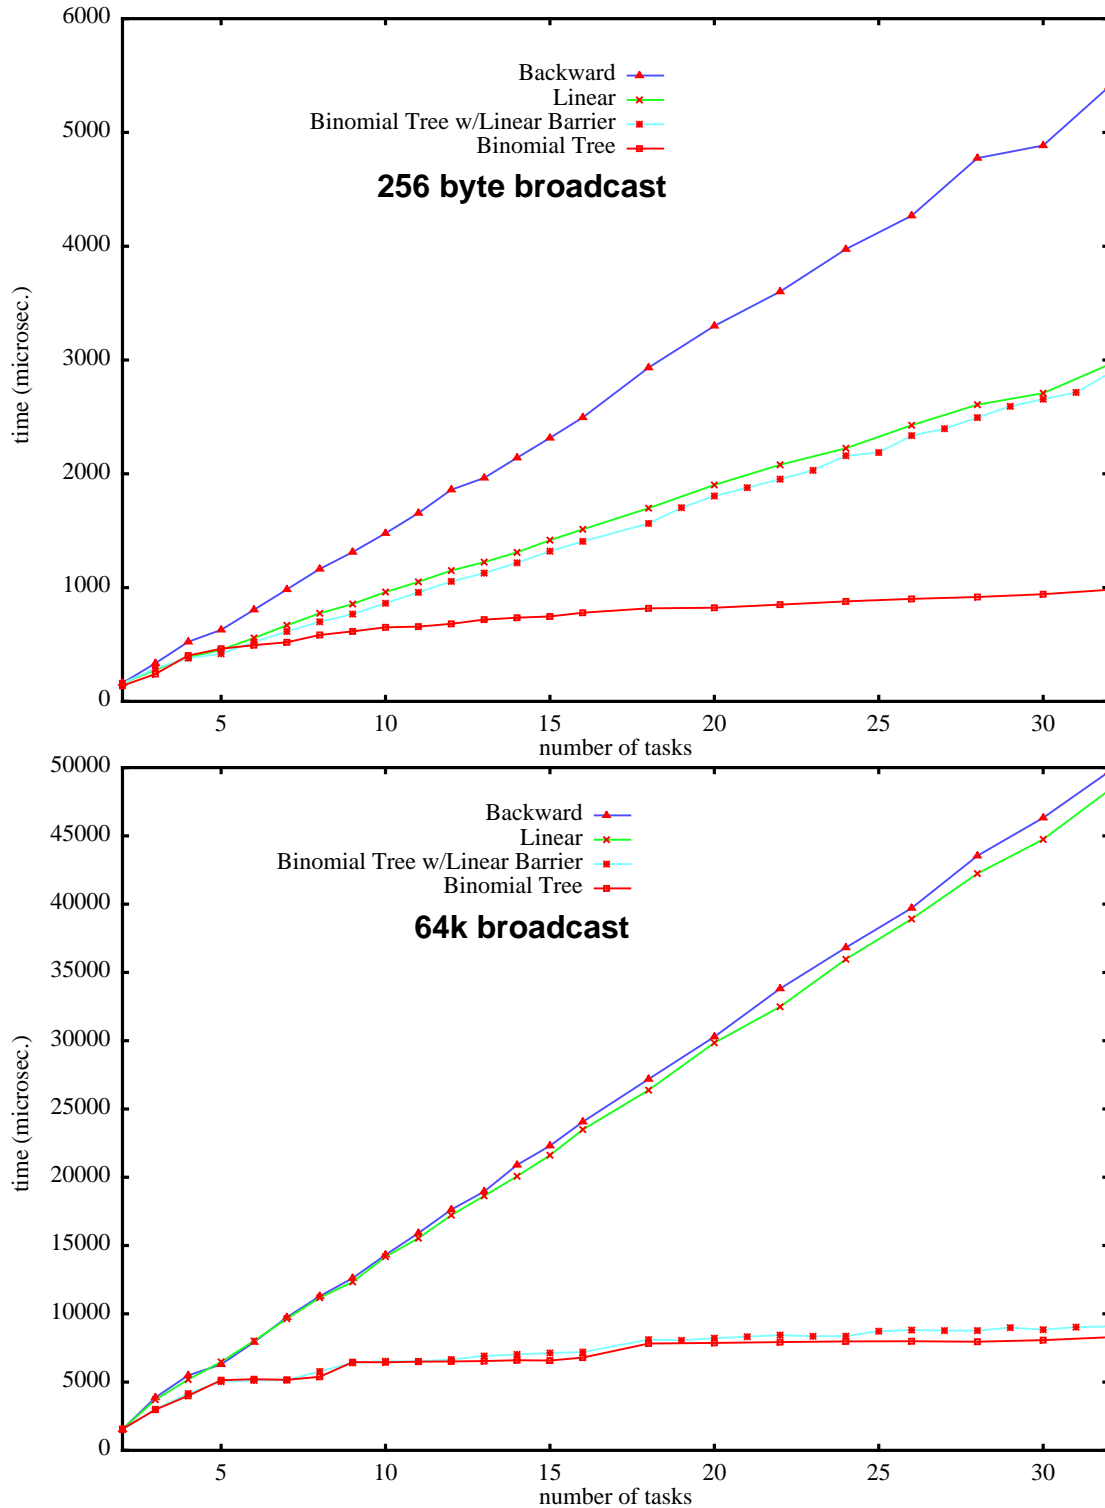 6000
5000
4000
3000
2000
1000
0
time (microsec.)
Backward
Linear
Binomial Tree w/Linear Barrier
Binomial Tree
256 byte broadcast
5 10 15 20 25 30
number of tasks
50000
45000
40000
35000
30000
25000
20000
15000
10000
5000
0
time (microsec.)
Backward
Linear
Binomial Tree w/Linear Barrier
Binomial Tree
64k broadcast
5 10 15 20 25 30
number of tasks